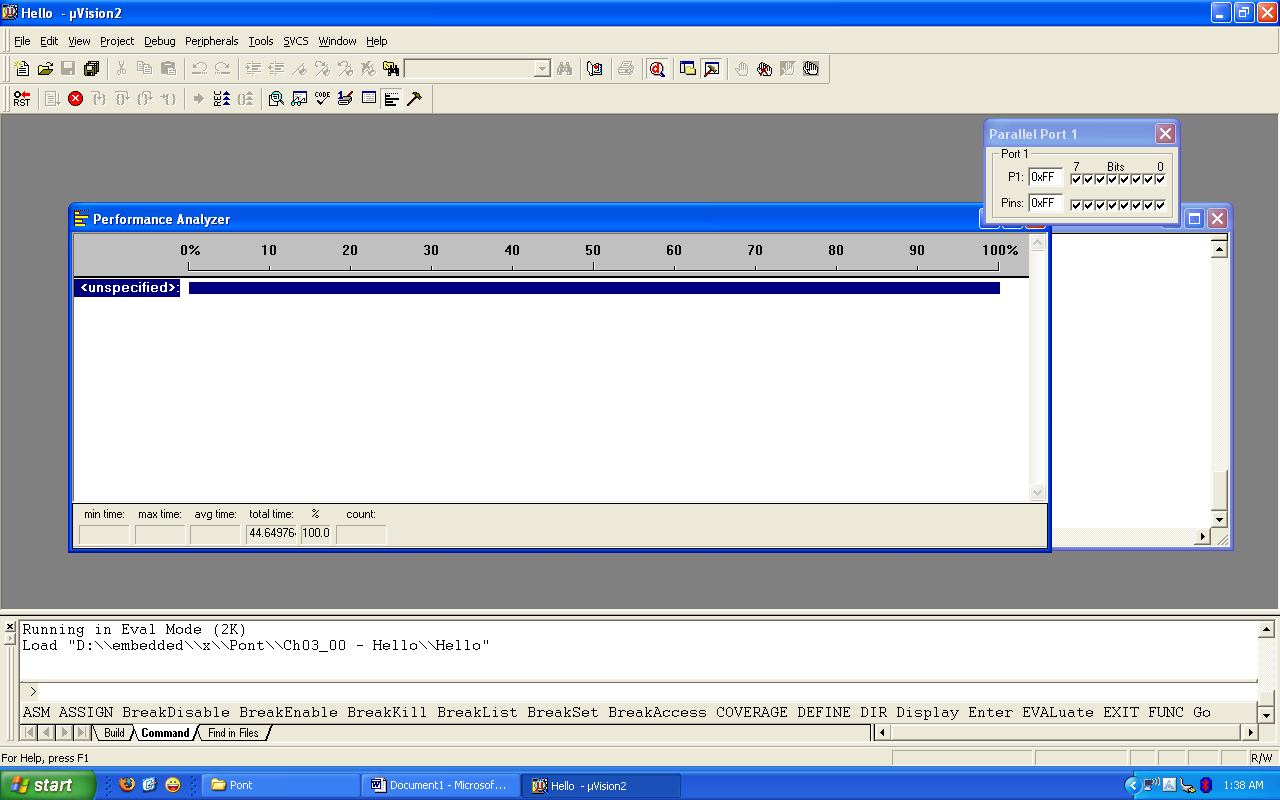 Hello - µVision2
File Edit View Project Debug Peripherals Tools SVCS Window Help
RST
CODE
Parallel Port 1
Port 1
7 Bits 0
P1: 0xFF
Pins: 0xFF
Performance Analyzer
0% 10 20 30 40 50 60 70 80 90 100%
<unspecified>:
min time: max time: avg time: total time: % count:
44.64976 100.0
Running in Eval Mode (2K)
Load "D:\\embedded\\x\\Pont\\Ch03_00 - Hello\\Hello"
>
ASM ASSIGN BreakDisable BreakEnable BreakKill BreakList BreakSet BreakAccess COVERAGE DEFINE DIR Display Enter EVALuate EXIT FUNC Go
Build Command Find in Files
For Help, press F1
R/W
start Pont Document1 - Microsof... Hello - µVision2 1:38 AM